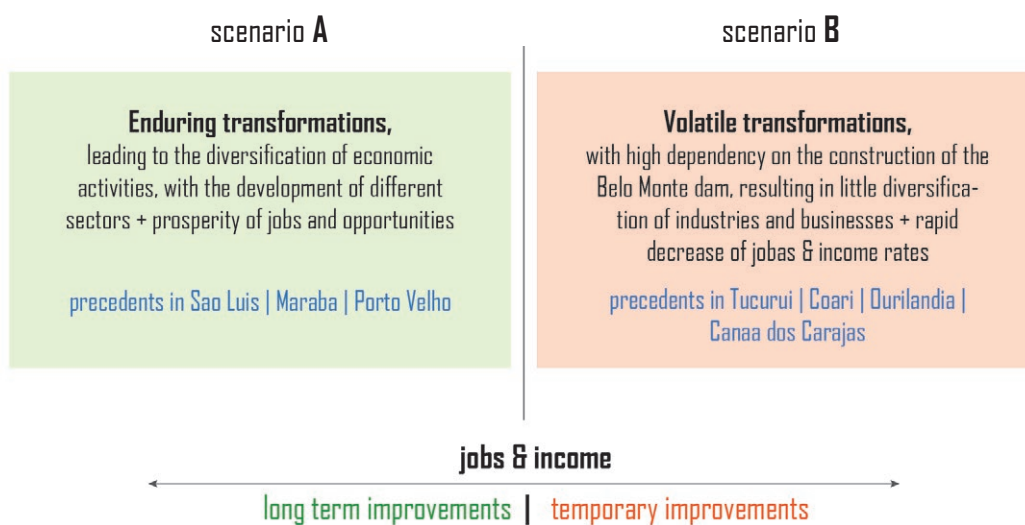 scenario A
Enduring transformations,
leading to the diversification of economic
activities, with the development of different
sectors + prosperity of jobs and opportunities
precedents in Sao Luis | Maraba | Porto Velho
scenario B
Volatile transformations,
with high dependency on the construction of the
Belo Monte dam, resulting in little diversifica-
tion of industries and businesses + rapid
decrease of jobas & income rates
precedents in Tucurui | Coari | Ourilandia |
Canaa dos Carajas
jobs & income
long term improvements | temporary improvements